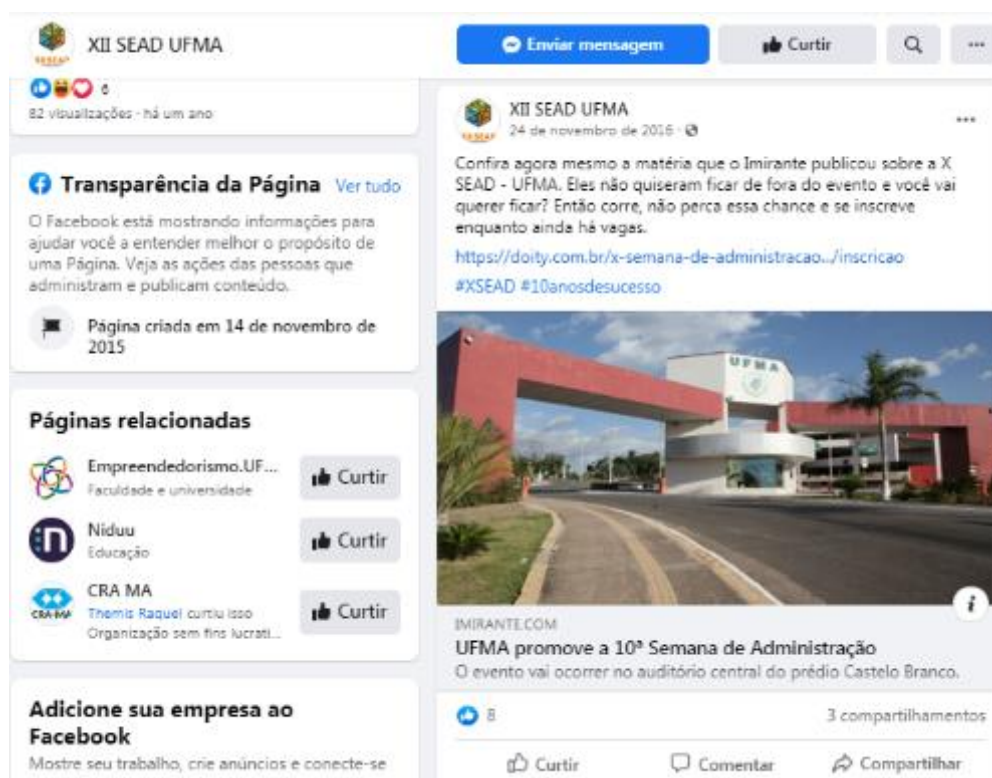 XII SEAD UFMA
Enviar mensagem
Curtir
6
82 visualizações · há um ano
Transparência da Página Ver tudo
O Facebook está mostrando informações para
ajudar você a entender melhor o propósito de
uma Página. Veja as ações das pessoas que
administram e publicam conteúdo.
Página criada em 14 de novembro de
2015
Páginas relacionadas
Empreendedorismo.UF...
Faculdade e universidade
Curtir
Niduu
Educação
Curtir
CRA MA
Themis Raquel curtiu isso
Organização sem fins lucrati...
Curtir
CRA-MA
Adicione sua empresa ao
Facebook
Mostre seu trabalho, crie anúncios e conecte-se
XII SEAD UFMA
24 de novembro de 2016
Confira agora mesmo a matéria que o Imirante publicou sobre a X
SEAD - UFMA. Eles não quiseram ficar de fora do evento e você vai
querer ficar? Então corre, não perca essa chance e se inscreve
enquanto ainda há vagas.
https://doity.com.br/x-semana-de-administracao.../inscricao
#XSEAD #10anosdesucesso
UFMA
IMIRANTE.COM
UFMA promove a 10ª Semana de Administração
O evento vai ocorrer no auditório central do prédio Castelo Branco.
8
3 compartilhamentos
Curtir
Comentar
Compartilhar